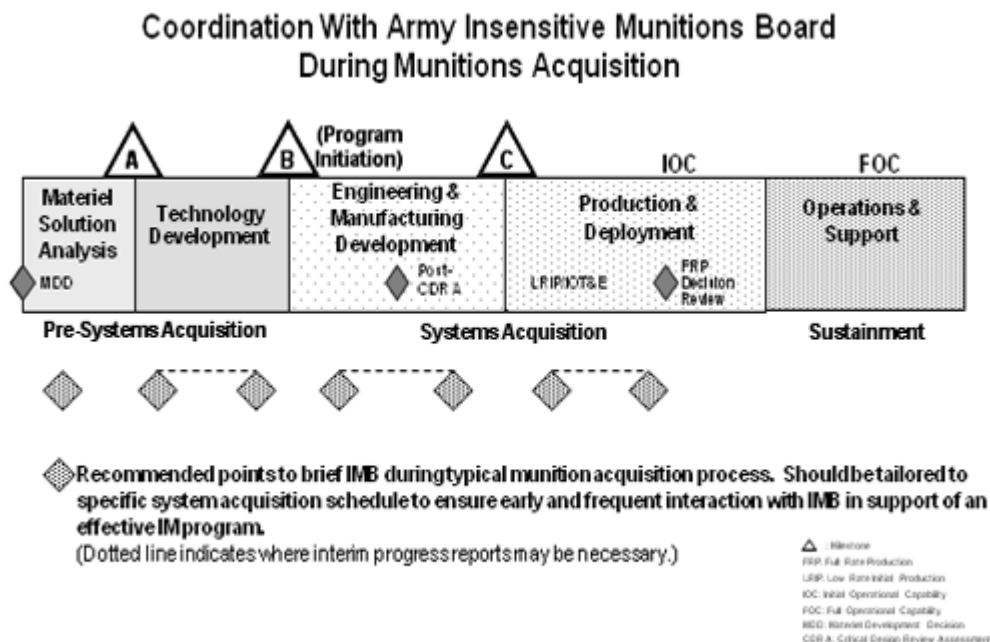 Coordination With Army Insensitive Munitions Board
During Munitions Acquisition
A
B
(Program
Initiation)
C
IOC
FOC
Materiel
Solution
Analysis
MDD
Technology
Development
Engineering &
Manufacturing
Development
Post-
CDR A
Production &
Deployment
LRIP/IOT&E
FRP
Decision
Review
Operations &
Support
Pre-Systems Acquisition
Systems Acquisition
Sustainment
Recommended points to brief IMB during typical munition acquisition process. Should be tailored to
specific system acquisition schedule to ensure early and frequent interaction with IMB in support of an
effective IM program.
(Dotted line indicates where interim progress reports may be necessary.)
: Milestone
FRP: Full Rate Production
LRIP: Low Rate Initial Production
IOC: Initial Operational Capability
FOC: Full Operational Capability
MDD: Materiel Development Decision
CDR A: Critical Design Review Assessment